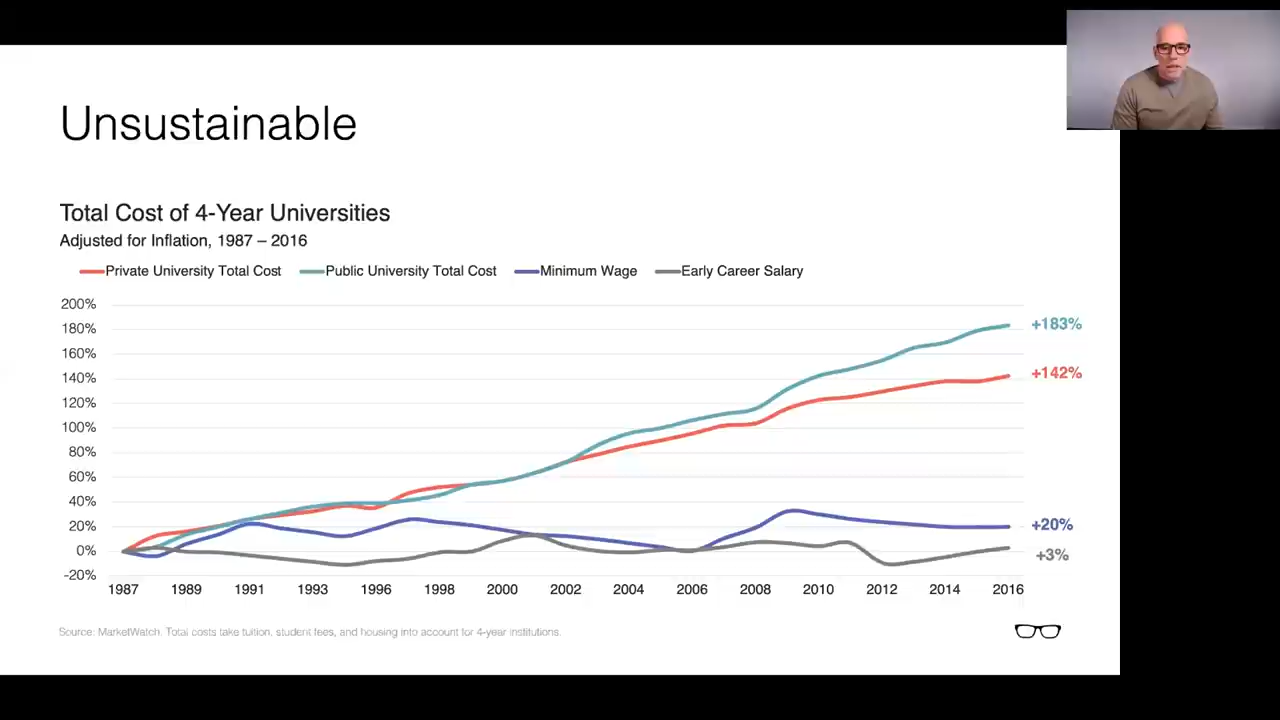 Unsustainable
Total Cost of 4-Year Universities
Adjusted for Inflation, 1987 – 2016
Private University Total Cost Public University Total Cost Minimum Wage Early Career Salary
200%
180%
160%
140%
120%
100%
80%
60%
40%
20%
0%
-20%
+183%
+142%
+20%
+3%
1987 1989 1991 1993 1996 1998 2000 2002 2004 2006 2008 2010 2012 2014 2016
Source: MarketWatch. Total costs take tuition, student fees, and housing into account for 4-year institutions.